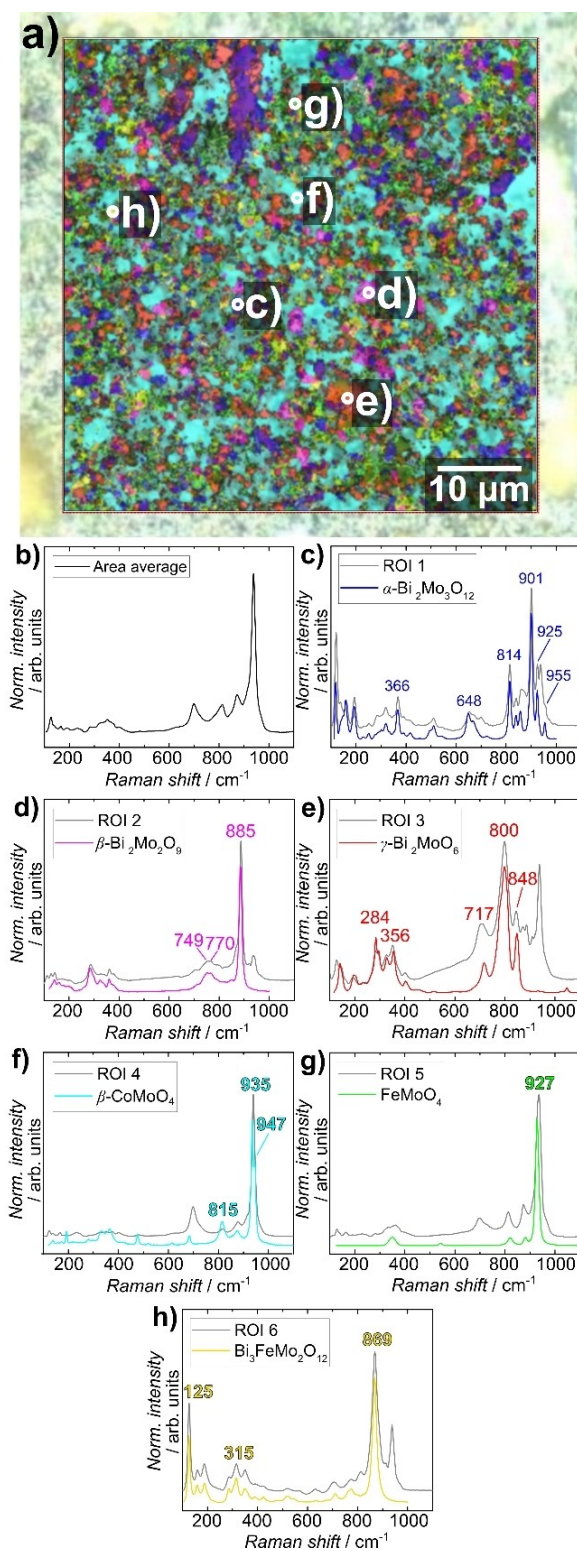 a)
g)
h)
f)
c)
d)
e)
10 µm
b)
Area average
Norm. intensity
/ arb. units
200 400 600 800 1000
Raman shift / cm-1
c)
ROI 1
α-Bi2Mo3O12
901
925
814
955
366
648
Norm. intensity
/ arb. units
200 400 600 800 1000
Raman shift / cm-1
d)
ROI 2
β-Bi2Mo2O9
885
749 770
Norm. intensity
/ arb. units
200 400 600 800 1000
Raman shift / cm-1
e)
ROI 3
γ-Bi2MoO6
800
848
717
284
356
Norm. intensity
/ arb. units
200 400 600 800 1000
Raman shift / cm-1
f)
ROI 4
β-CoMoO4
935
947
815
Norm. intensity
/ arb. units
200 400 600 800 1000
Raman shift / cm-1
g)
ROI 5
FeMoO4
927
Norm. intensity
/ arb. units
200 400 600 800 1000
Raman shift / cm-1
h)
ROI 6
Bi3FeMo2O12
869
125
315
Norm. intensity
/ arb. units
200 400 600 800 1000
Raman shift / cm-1